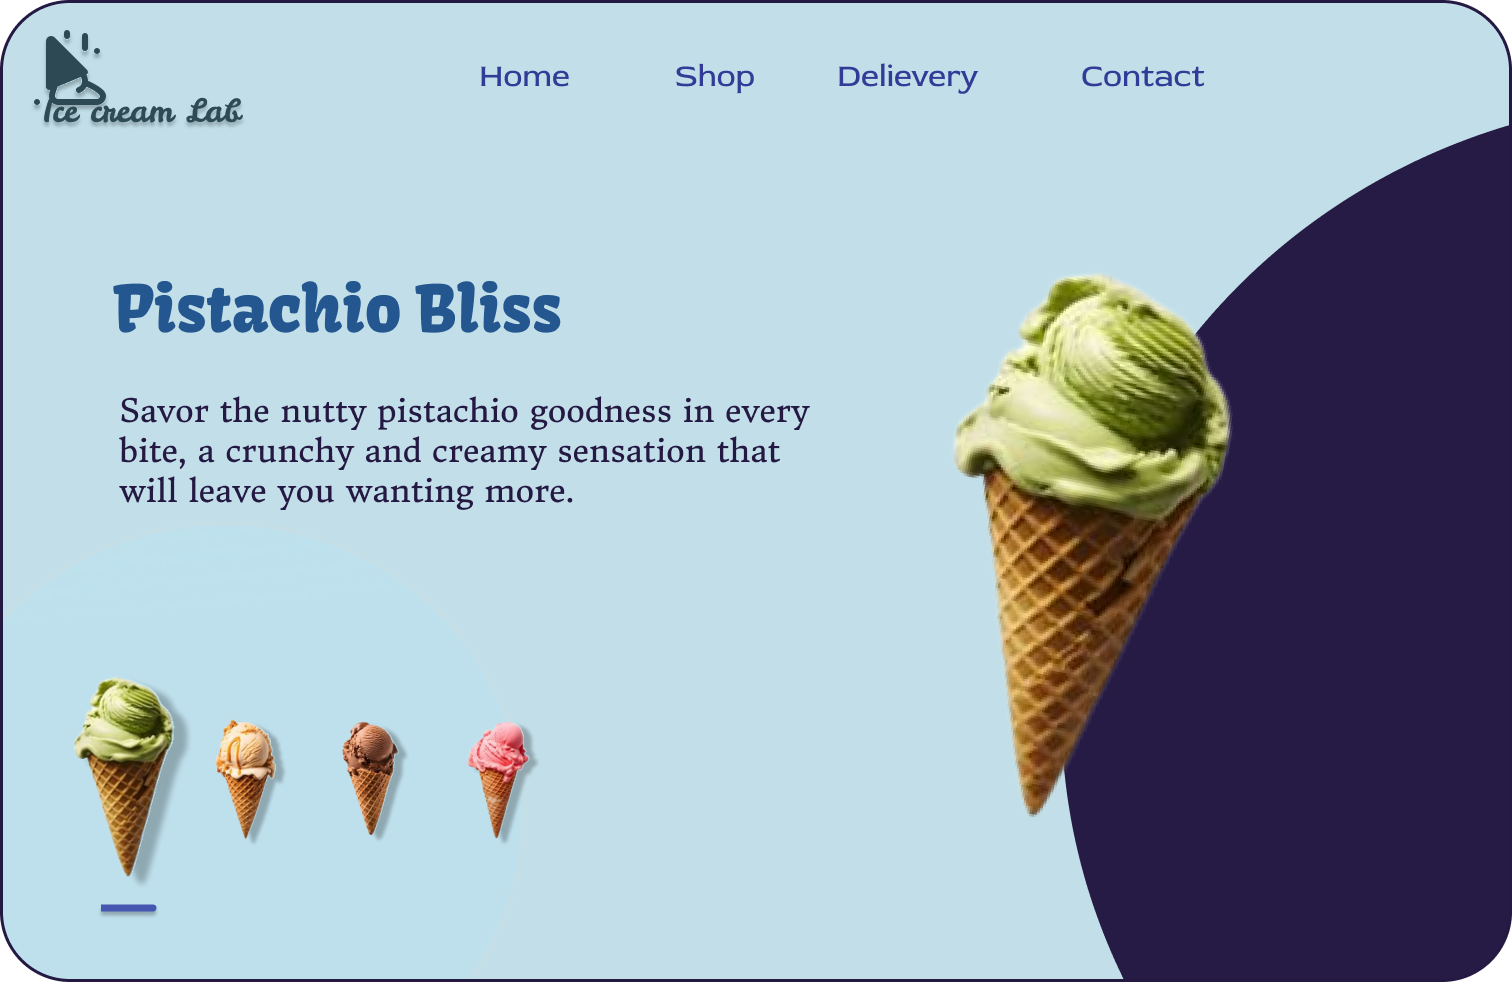 Ice cream Lab
Home Shop Delievery Contact
Pistachio Bliss
Savor the nutty pistachio goodness in every
bite, a crunchy and creamy sensation that
will leave you wanting more.